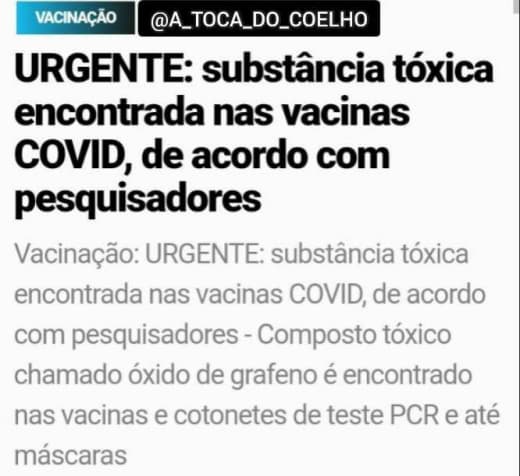 VACINAÇÃO @A_TOCA_DO_COELHO
URGENTE: substância tóxica
encontrada nas vacinas
COVID, de acordo com
pesquisadores
Vacinação: URGENTE: substância tóxica
encontrada nas vacinas COVID, de acordo
com pesquisadores - Composto tóxico
chamado óxido de grafeno é encontrado
nas vacinas e cotonetes de teste PCR e até
máscaras